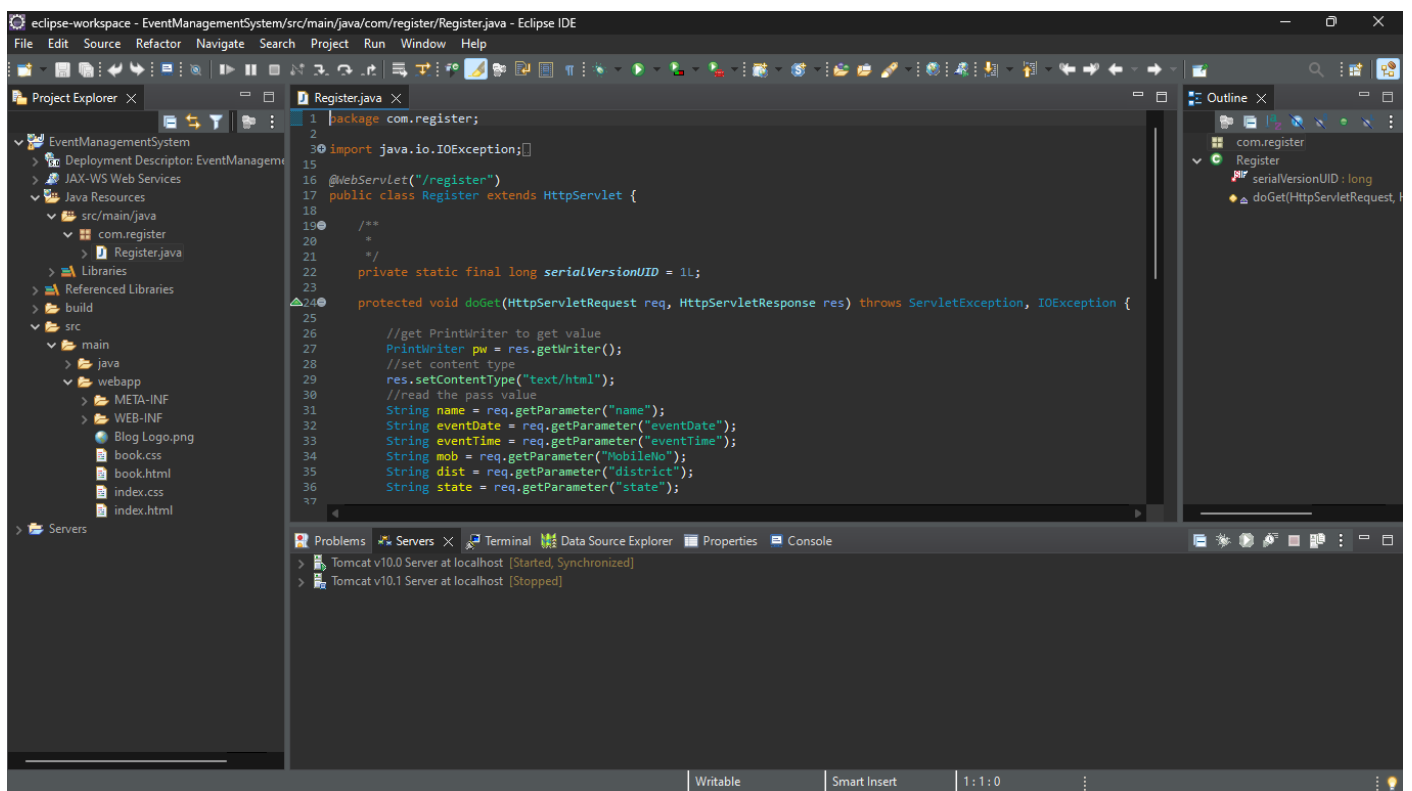 eclipse-workspace - EventManagementSystem/src/main/java/com/register/Register.java - Eclipse IDE
File Edit Source Refactor Navigate Search Project Run Window Help
Project Explorer
EventManagementSystem
Deployment Descriptor: EventManageme
JAX-WS Web Services
Java Resources
src/main/java
com.register
Register.java
Libraries
Referenced Libraries
build
src
main
java
webapp
META-INF
WEB-INF
Blog Logo.png
book.css
book.html
index.css
index.html
Servers
Register.java
1 package com.register;
2
3 import java.io.IOException;
15
16 @WebServlet("/register")
17 public class Register extends HttpServlet {
18
19 /**
20 *
21 */
22 private static final long serialVersionUID = 1L;
23
24 protected void doGet(HttpServletRequest req, HttpServletResponse res) throws ServletException, IOException {
25
26 //get PrintWriter to get value
27 PrintWriter pw = res.getWriter();
28 //set content type
29 res.setContentType("text/html");
30 //read the pass value
31 String name = req.getParameter("name");
32 String eventDate = req.getParameter("eventDate");
33 String eventTime = req.getParameter("eventTime");
34 String mob = req.getParameter("MobileNo");
35 String dist = req.getParameter("district");
36 String state = req.getParameter("state");
37
Outline
com.register
Register
serialVersionUID : long
doGet(HttpServletRequest, H
Problems Servers Terminal Data Source Explorer Properties Console
Tomcat v10.0 Server at localhost [Started, Synchronized]
Tomcat v10.1 Server at localhost [Stopped]
Writable Smart Insert 1 : 1 : 0